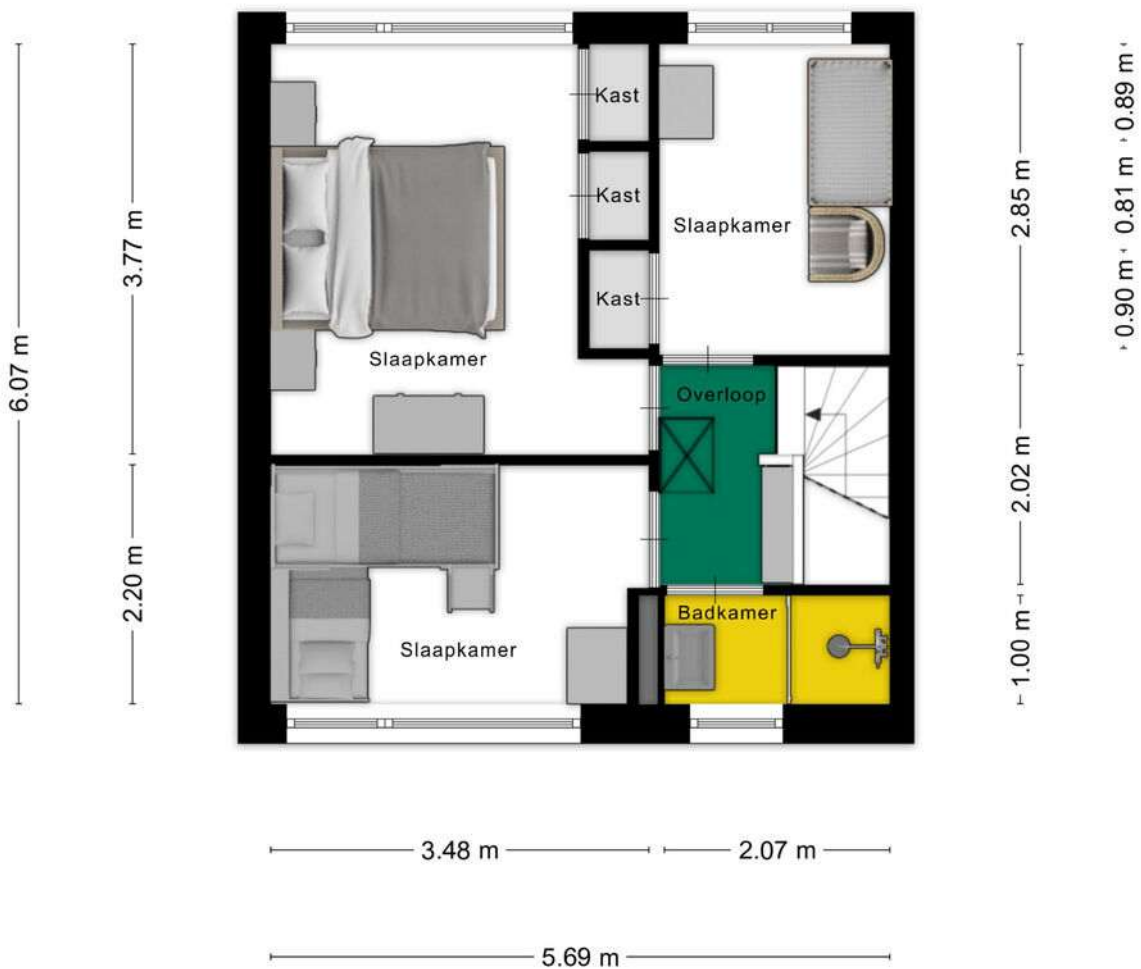 Kast
Kast
Kast
Slaapkamer
Slaapkamer
Overloop
Badkamer
Slaapkamer
6.07 m
3.77 m
2.20 m
2.85 m
2.02 m
1.00 m
0.89 m
0.81 m
0.90 m
3.48 m
2.07 m
5.69 m